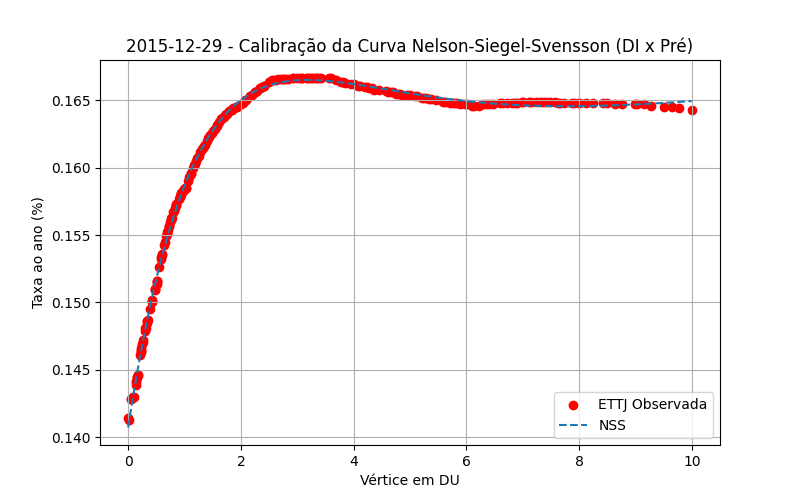 2015-12-29 - Calibração da Curva Nelson-Siegel-Svensson (DI x Pré)
Taxa ao ano (%)
0.165
0.160
0.155
0.150
0.145
0.140
ETTJ Observada
NSS
0 2 4 6 8 10
Vértice em DU